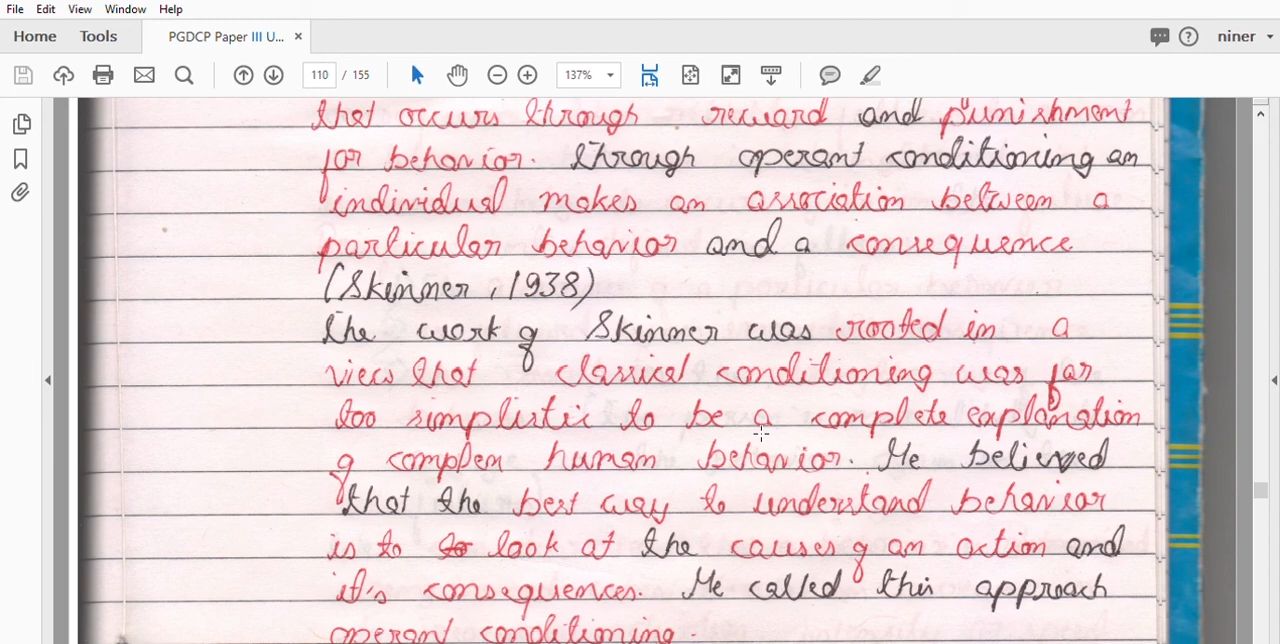 File Edit View Window Help
Home Tools PGDCP Paper III U... × niner
110 / 155 137%
that occurs through reward and punishment
for behavior. Through operant conditioning an
individual makes an association between a
particular behavior and a consequence
(Skinner, 1938)
The work of Skinner was rooted in a
view that classical conditioning was far
too simplistic to be a complete explanation
of complex human behavior. He believed
that the best way to understand behavior
is to to look at the causes of an action and
it's consequences. He called this approach
operant conditioning.